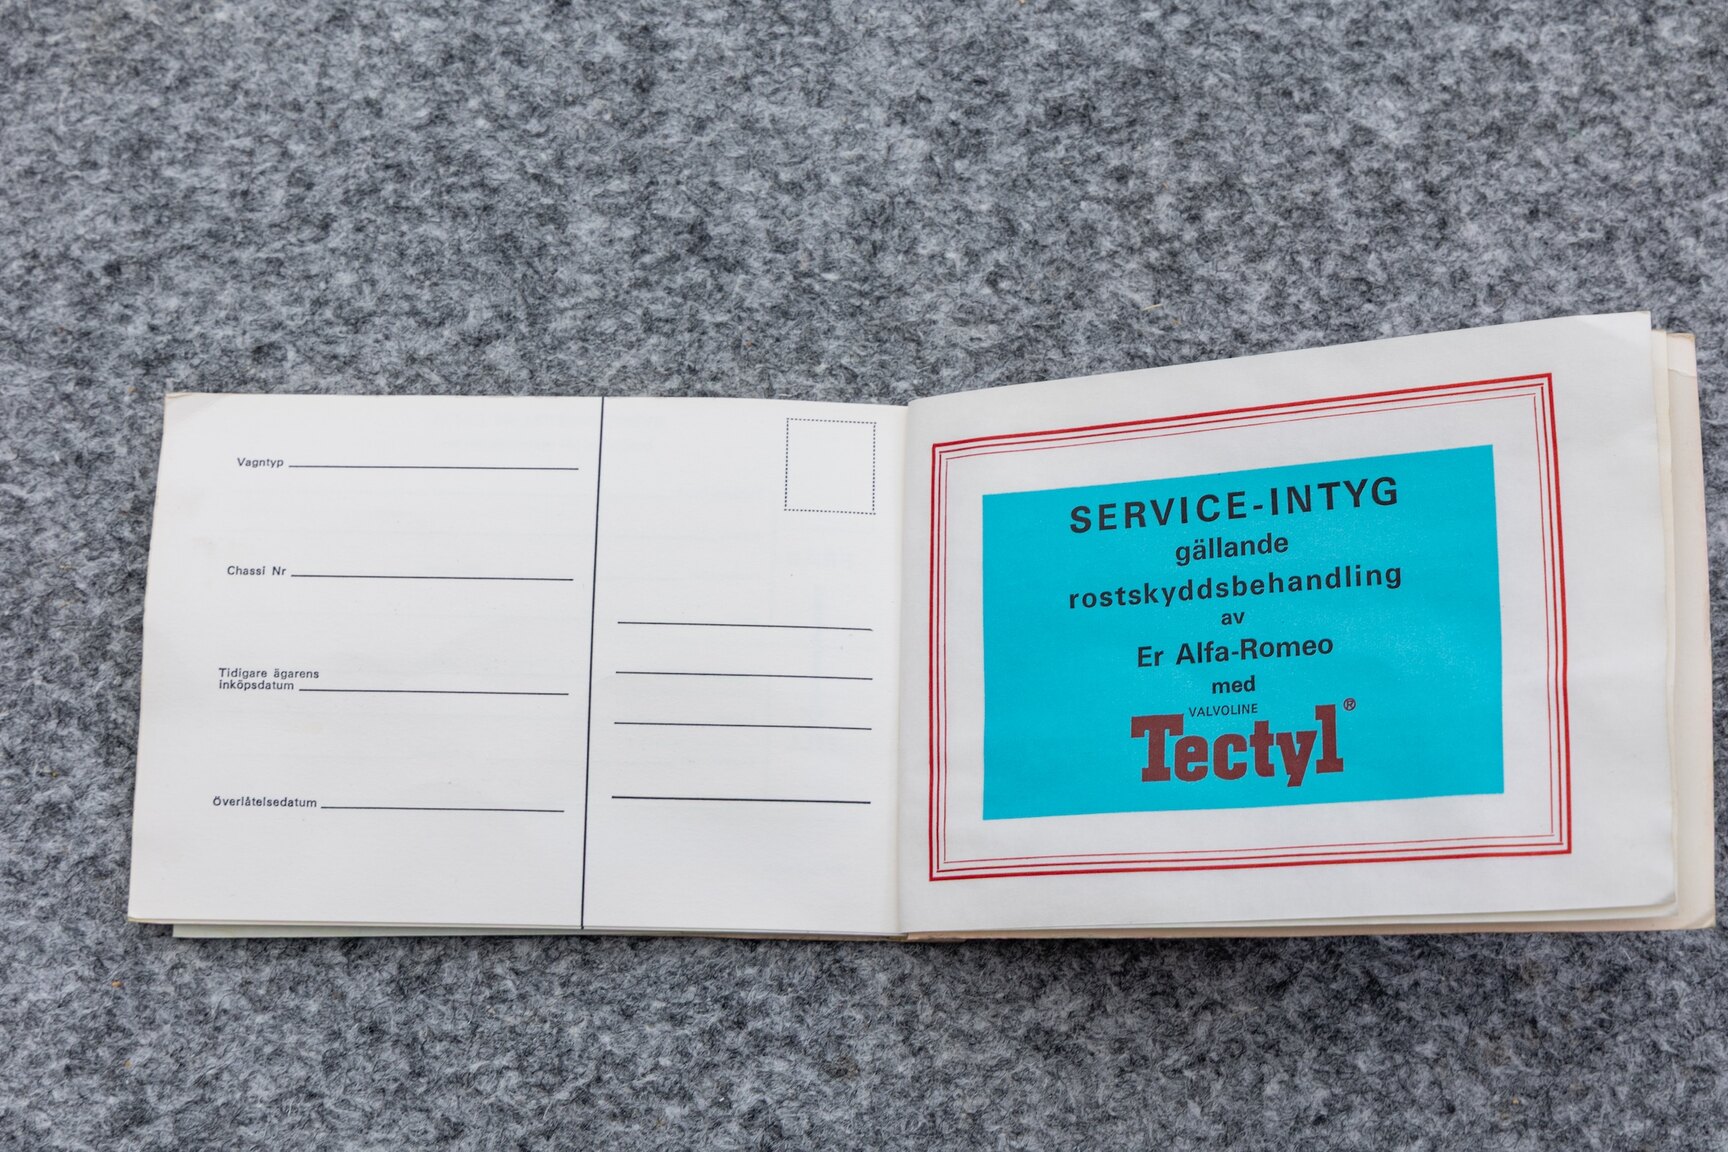 Vagntyp
Chassi Nr
Tidigare ägarens
inköpsdatum
Överlåtelsedatum
SERVICE-INTYG
gällande
rostskyddsbehandling
av
Er Alfa-Romeo
med
VALVOLINE
Tectyl®